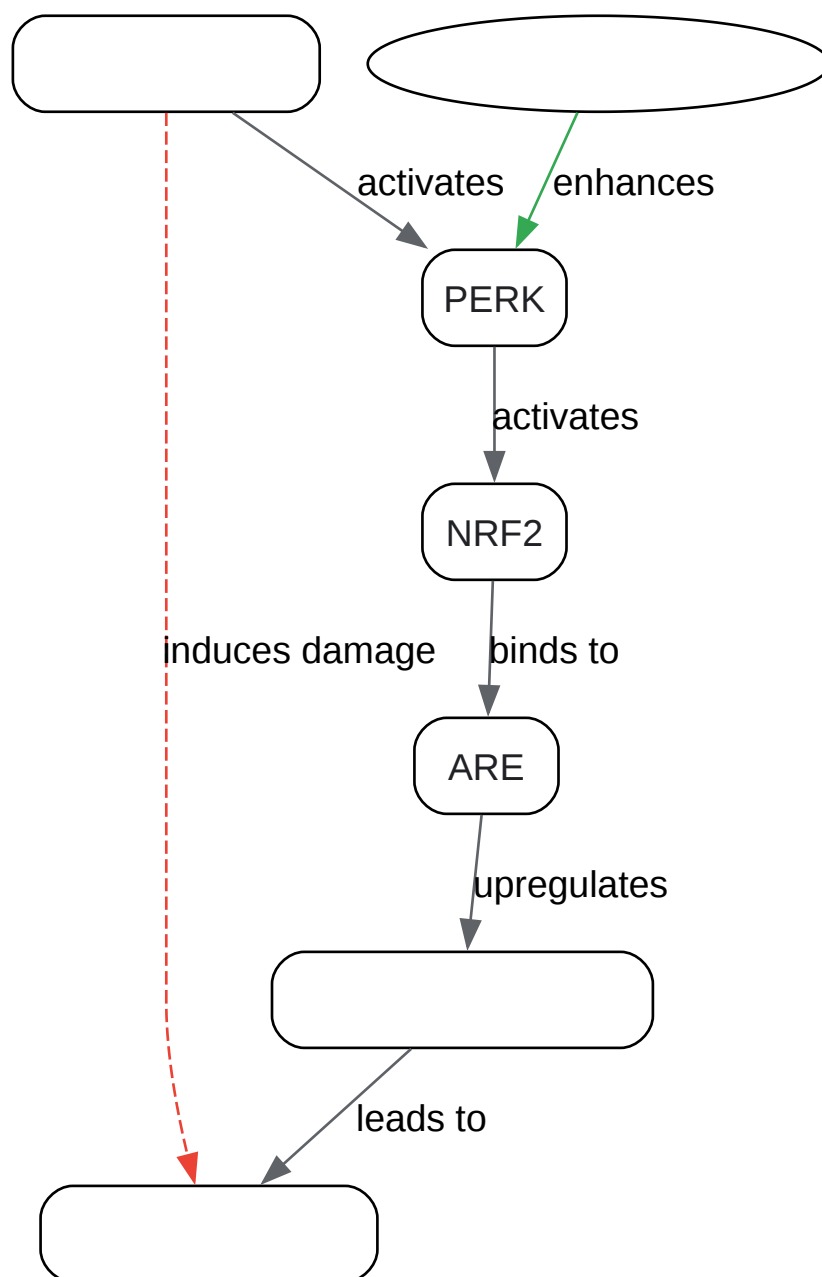 activates
enhances
PERK
activates
NRF2
induces damage
binds to
ARE
upregulates
leads to